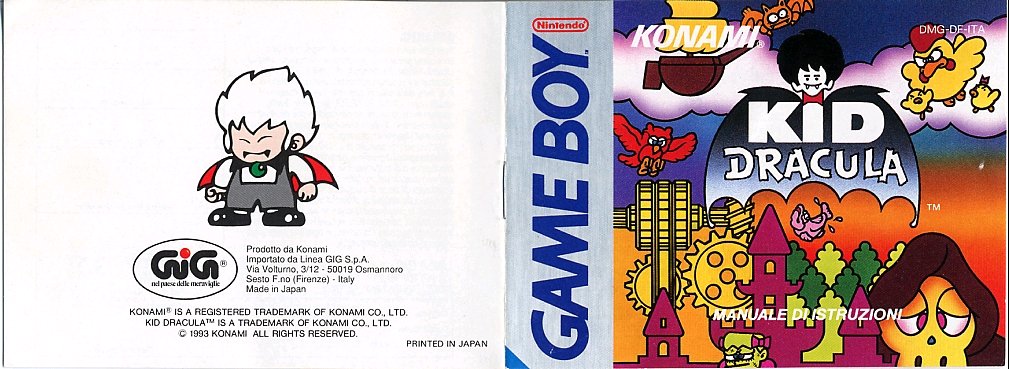 GiG®
nel paese delle meraviglie
Prodotto da Konami
Importato da Linea GIG S.p.A.
Via Volturno, 3/12 - 50019 Osmannoro
Sesto F.no (Firenze) - Italy
Made in Japan
KONAMI® IS A REGISTERED TRADEMARK OF KONAMI CO., LTD.
KID DRACULA™ IS A TRADEMARK OF KONAMI CO., LTD.
© 1993 KONAMI ALL RIGHTS RESERVED.
PRINTED IN JAPAN
Nintendo®
GAME BOY™
KONAMI®
DMG-DF-ITA
KID
DRACULA
™
MANUALE DI ISTRUZIONI